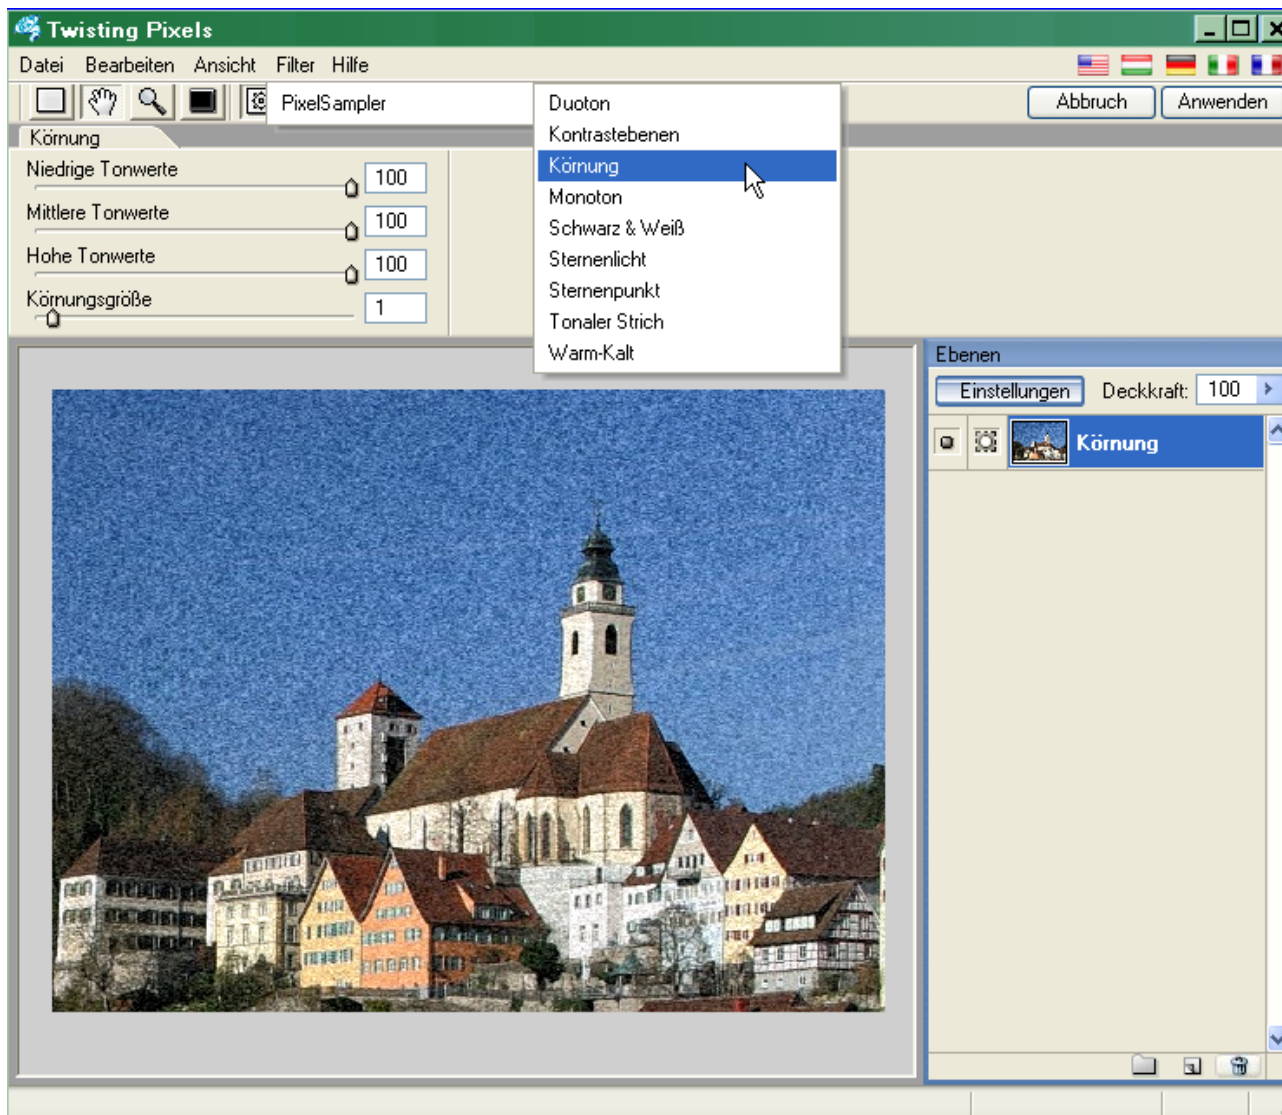 Twisting Pixels
Datei Bearbeiten Ansicht Filter Hilfe
PixelSampler
Abbruch Anwenden
Duoton
Kontrastebenen
Körnung
Monoton
Schwarz & Weiß
Sternenlicht
Sternenpunkt
Tonaler Strich
Warm-Kalt
Körnung
Niedrige Tonwerte 100
Mittlere Tonwerte 100
Hohe Tonwerte 100
Körnungsgröße 1
Ebenen
Einstellungen Deckkraft: 100
Körnung